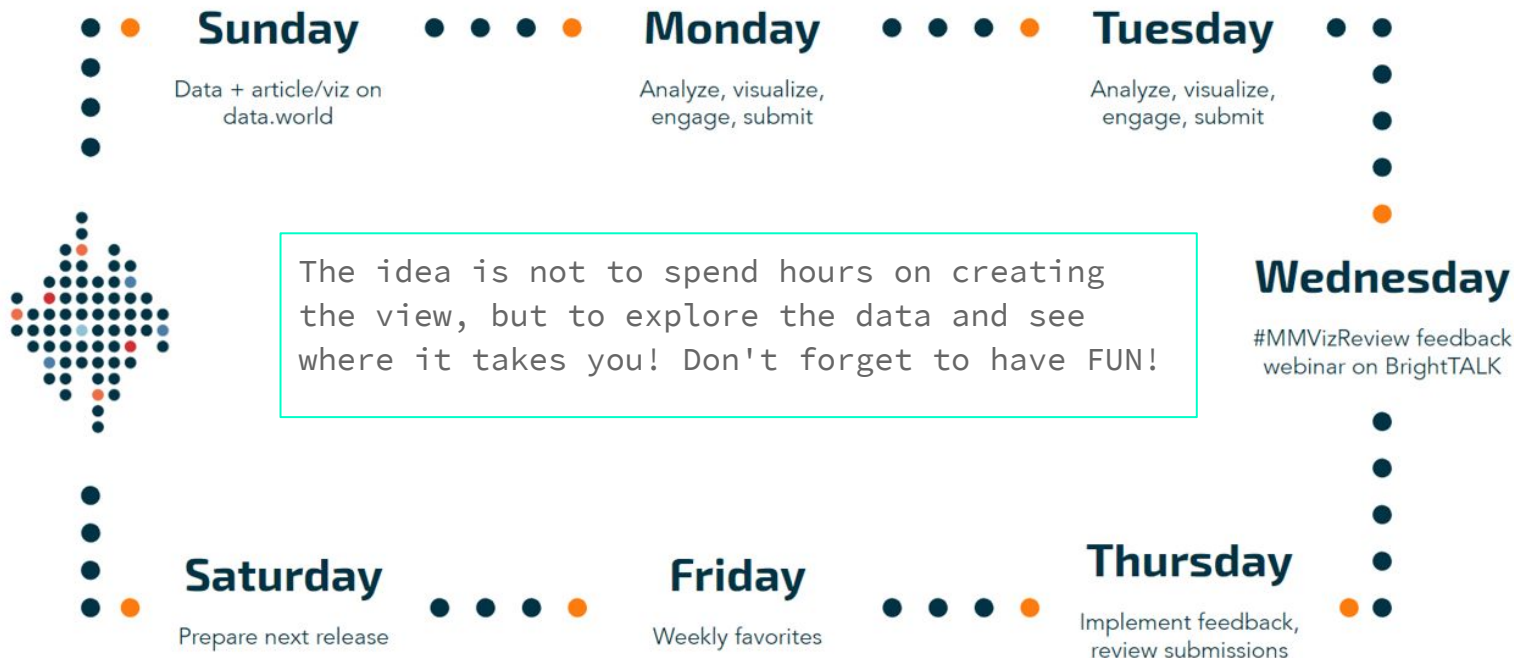 Sunday
Data + article/viz on
data.world
Monday
Analyze, visualize,
engage, submit
Tuesday
Analyze, visualize,
engage, submit
The idea is not to spend hours on creating
the view, but to explore the data and see
where it takes you! Don't forget to have FUN!
Wednesday
#MMVizReview feedback
webinar on BrightTALK
Thursday
Implement feedback,
review submissions
Friday
Weekly favorites
Saturday
Prepare next release